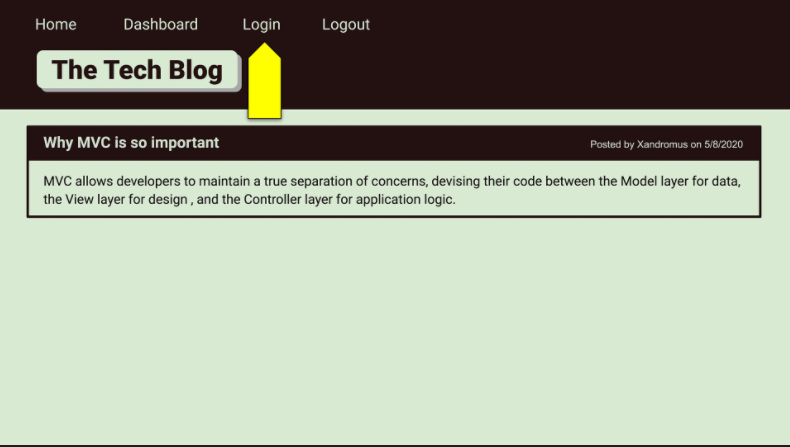 Home Dashboard Login Logout
The Tech Blog
Why MVC is so important Posted by Xandromus on 5/8/2020
MVC allows developers to maintain a true separation of concerns, devising their code between the Model layer for data,
the View layer for design , and the Controller layer for application logic.